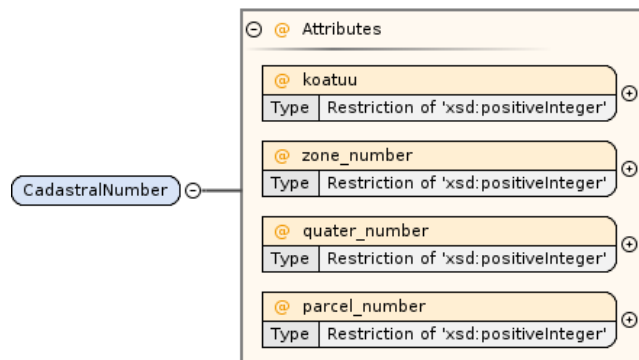 @ Attributes
@ koatuu
Type Restriction of 'xsd:positiveInteger'
@ zone_number
Type Restriction of 'xsd:positiveInteger'
CadastralNumber
@ quater_number
Type Restriction of 'xsd:positiveInteger'
@ parcel_number
Type Restriction of 'xsd:positiveInteger'